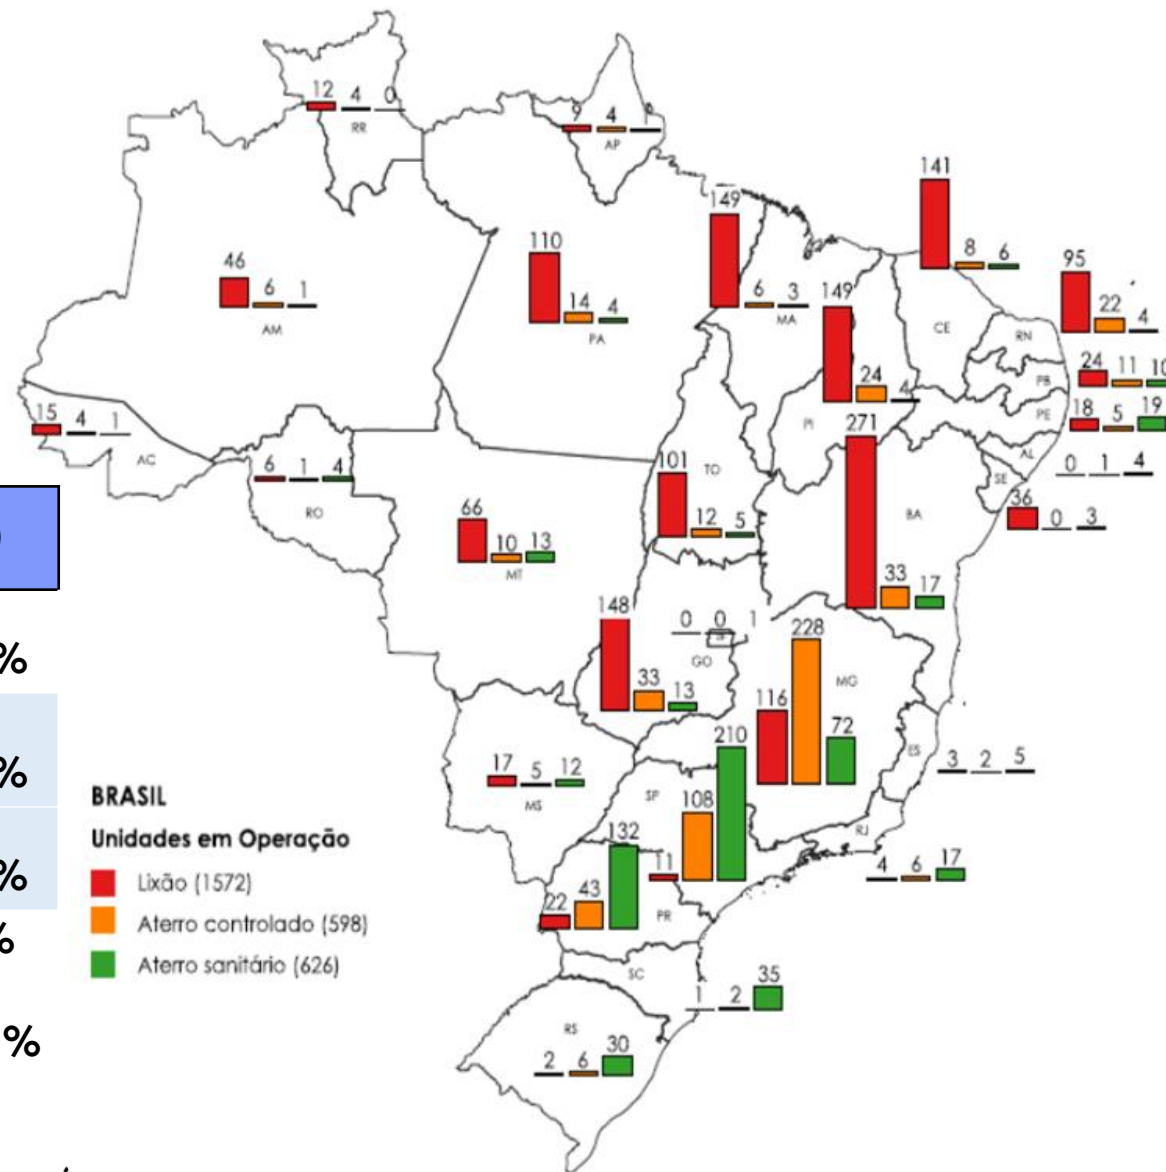 12 4 0
RR
9 4 0
AP
141 8 6
CE
149 6 3
MA
46 6 1
AM
110 14 4
PA
95 22 4
RN
149 24 4
PI
24 11 10
PB
18 5 19
PE
15 4 1
AC
0 1 4
AL
6 1 4
RO
101 12 5
TO
271 33 17
BA
36 0 3
SE
66 10 13
MT
)
148 33 13
GO
0 0 1
116 228 72
MG
%
%
%
%
%
17 5 12
MS
3 2 5
ES
11 108 210
SP
4 6 17
RJ
22 43 132
PR
1 2 35
SC
2 6 30
RS
BRASIL
Unidades em Operação
Lixão (1572)
Aterro controlado (598)
Aterro sanitário (626)